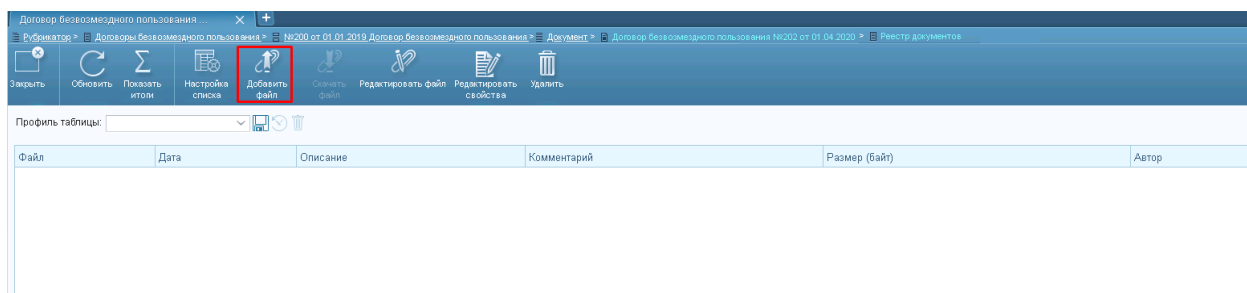 Договор безвозмездного пользования ...
Рубрикатор > Договоры безвозмездного пользования > №200 от 01.01.2019 Договор безвозмездного пользования > Документ > Договор безвозмездного пользования №202 от 01.04.2020 > Реестр документов
Закрыть Обновить Показать итоги Настройка списка Добавить файл Скачать файл Редактировать файл Редактировать свойства Удалить
Профиль таблицы:
Файл Дата Описание Комментарий Размер (байт) Автор